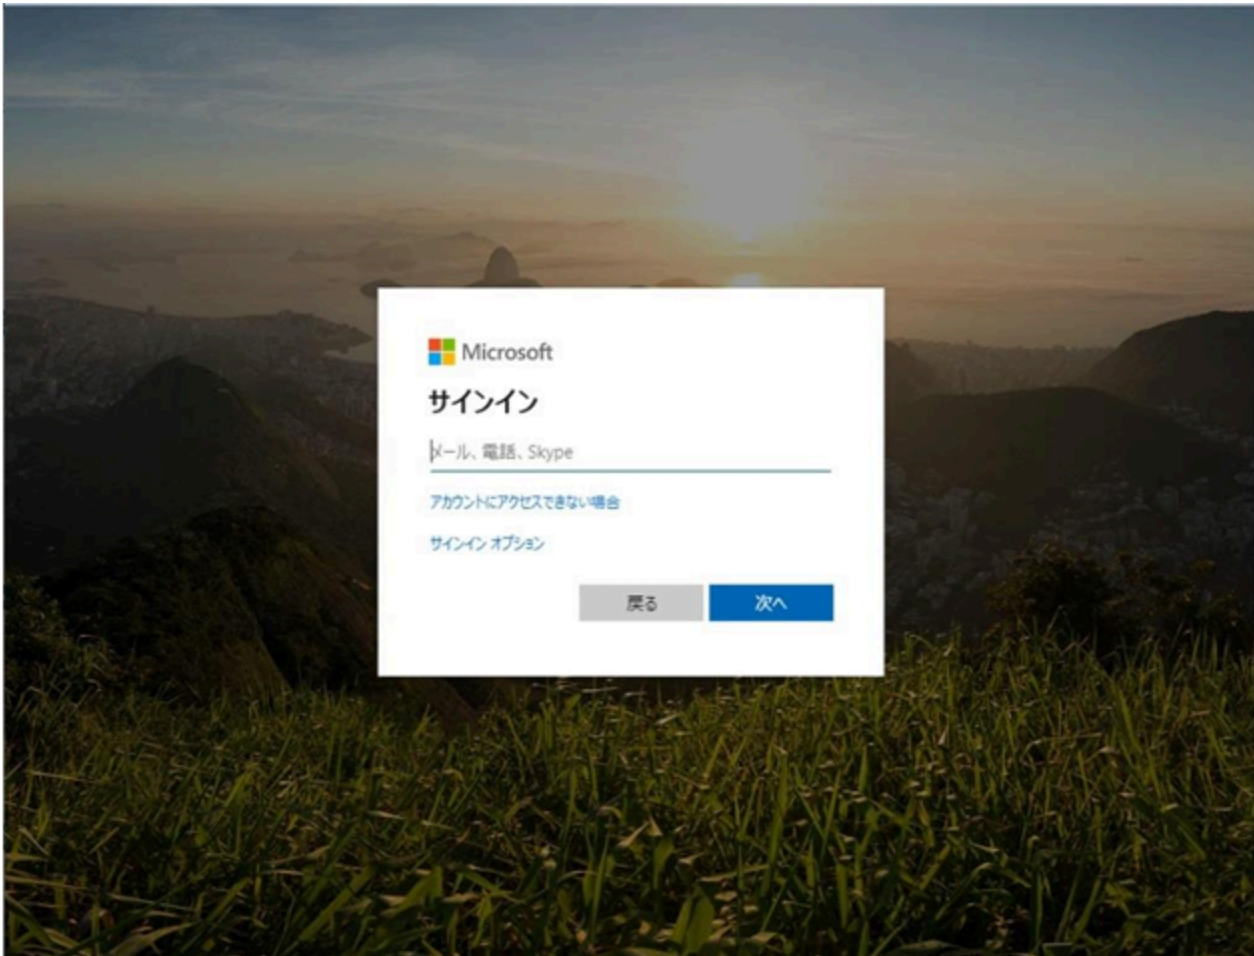 Microsoft
サインイン
メール、電話、Skype
アカウントにアクセスできない場合
サインイン オプション
戻る
次へ